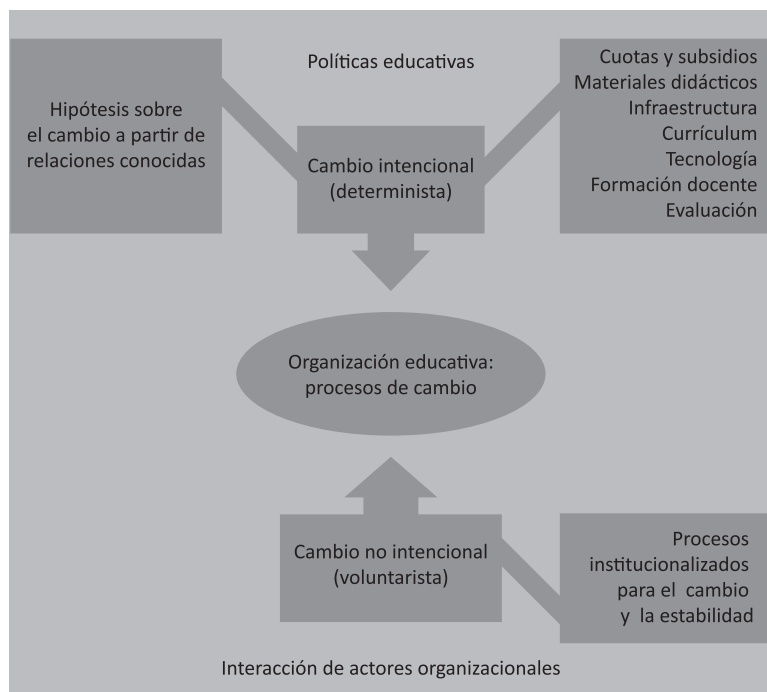 Políticas educativas
Hipótesis sobre
el cambio a partir de
relaciones conocidas
Cambio intencional
(determinista)
Cuotas y subsidios
Materiales didácticos
Infraestructura
Currículum
Tecnología
Formación docente
Evaluación
Organización educativa:
procesos de cambio
Cambio no intencional
(voluntarista)
Procesos
institucionalizados
para el cambio
y la estabilidad
Interacción de actores organizacionales